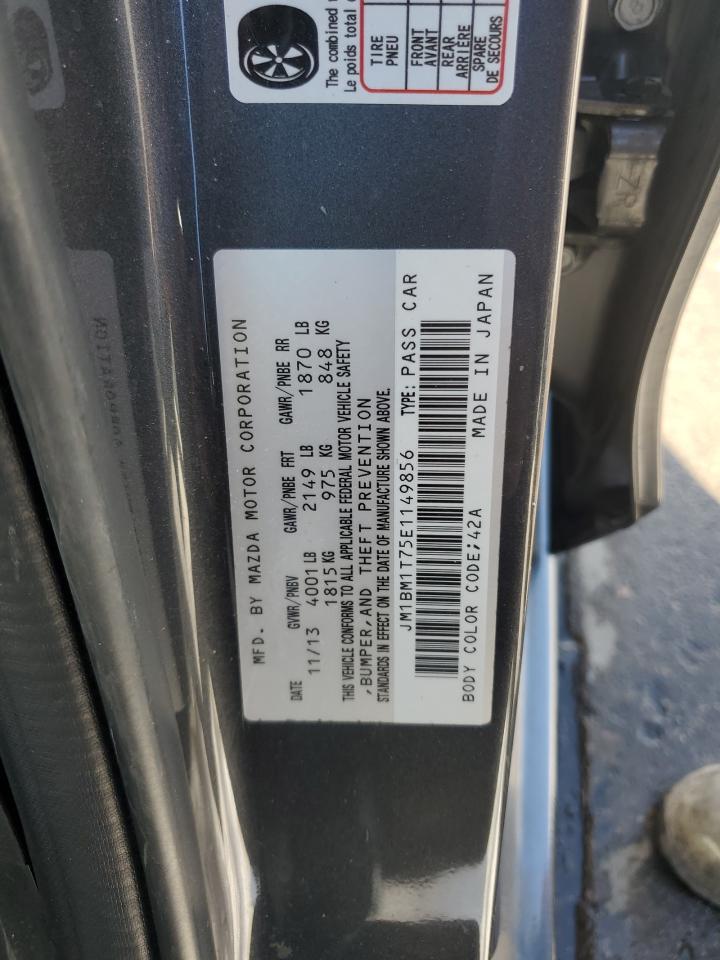 MFD. BY MAZDA MOTOR CORPORATION
DATE GVWR/PNBV GAWR/PNBE FRT GAWR/PNBE RR
11/13 4001 LB 2149 LB 1870 LB
1815 KG 975 KG 848 KG
THIS VEHICLE CONFORMS TO ALL APPLICABLE FEDERAL MOTOR VEHICLE SAFETY
,BUMPER,AND THEFT PREVENTION
STANDARDS IN EFFECT ON THE DATE OF MANUFACTURE SHOWN ABOVE.
JM1BM1T75E1149856 TYPE: PASS CAR
BODY COLOR CODE;42A MADE IN JAPAN
The combined
Le poids total
TIRE
PNEU
FRONT
AVANT
REAR
ARRIÈRE
SPARE
DE SECOURS
ZR